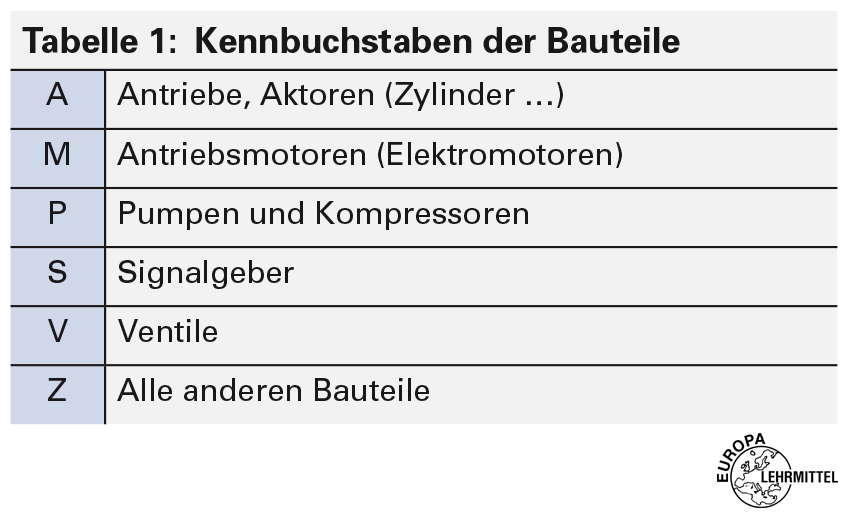 Tabelle 1: Kennbuchstaben der Bauteile
A Antriebe, Aktoren (Zylinder ...)
M Antriebsmotoren (Elektromotoren)
P Pumpen und Kompressoren
S Signalgeber
V Ventile
Z Alle anderen Bauteile
EUROPA
LEHRMITTEL